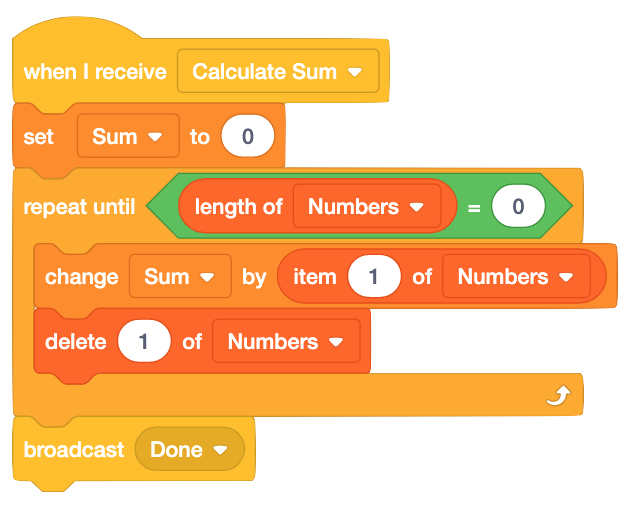 when I receive Calculate Sum
set Sum to 0
repeat until length of Numbers = 0
change Sum by item 1 of Numbers
delete 1 of Numbers
broadcast Done